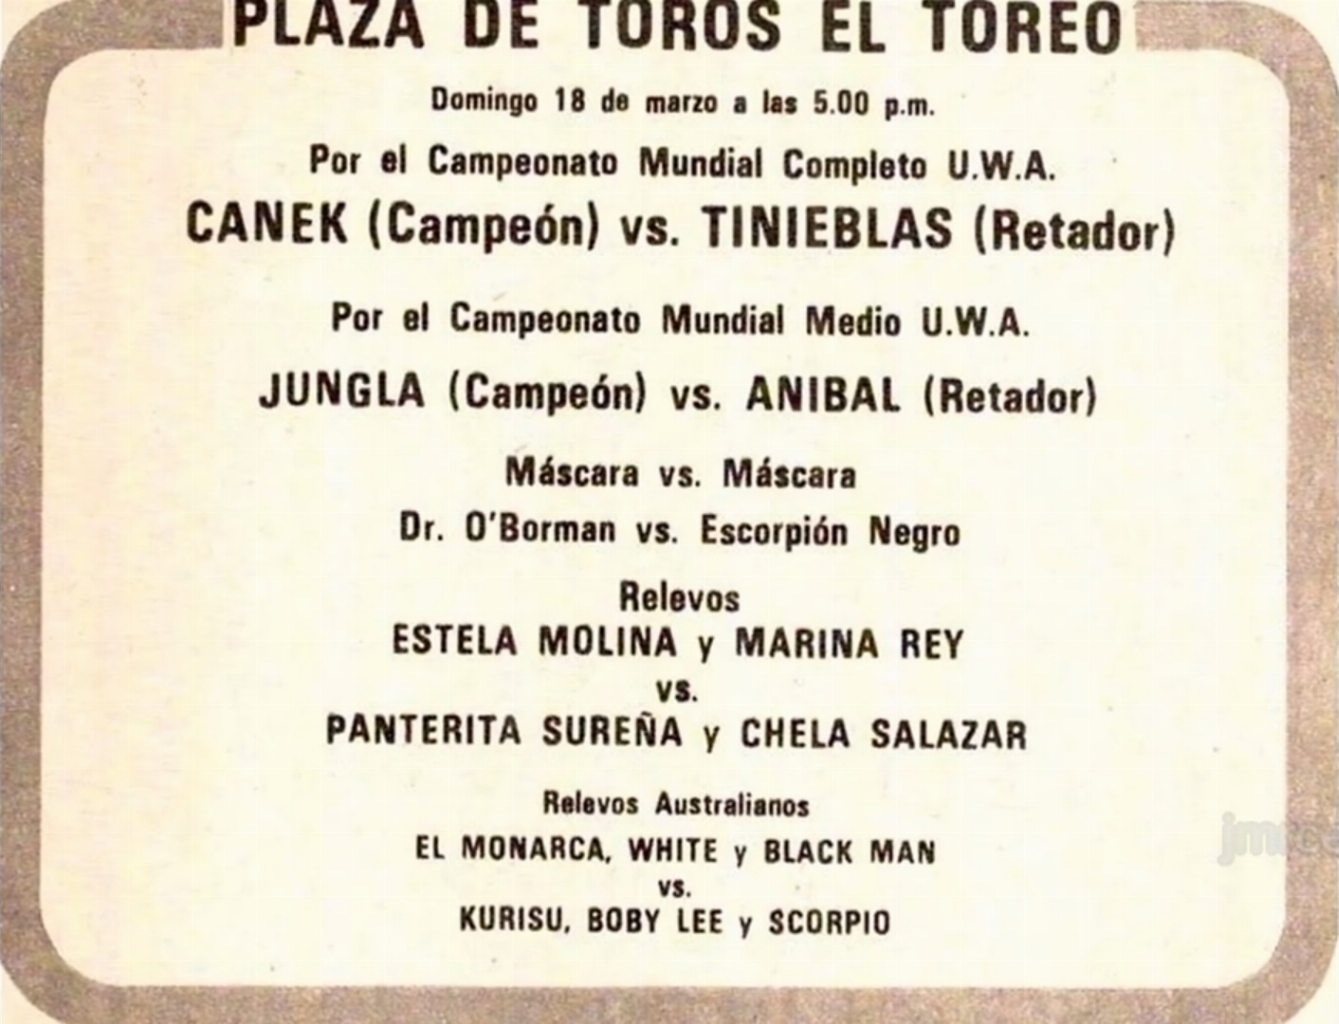 PLAZA DE TOROS EL TOREO
Domingo 18 de marzo a las 5.00 p.m.
Por el Campeonato Mundial Completo U.W.A.
CANEK (Campeón) vs. TINIEBLAS (Retador)
Por el Campeonato Mundial Medio U.W.A.
JUNGLA (Campeón) vs. ANIBAL (Retador)
Máscara vs. Máscara
Dr. O'Borman vs. Escorpión Negro
Relevos
ESTELA MOLINA y MARINA REY
vs.
PANTERITA SUREÑA y CHELA SALAZAR
Relevos Australianos
EL MONARCA, WHITE y BLACK MAN
vs.
KURISU, BOBY LEE y SCORPIO